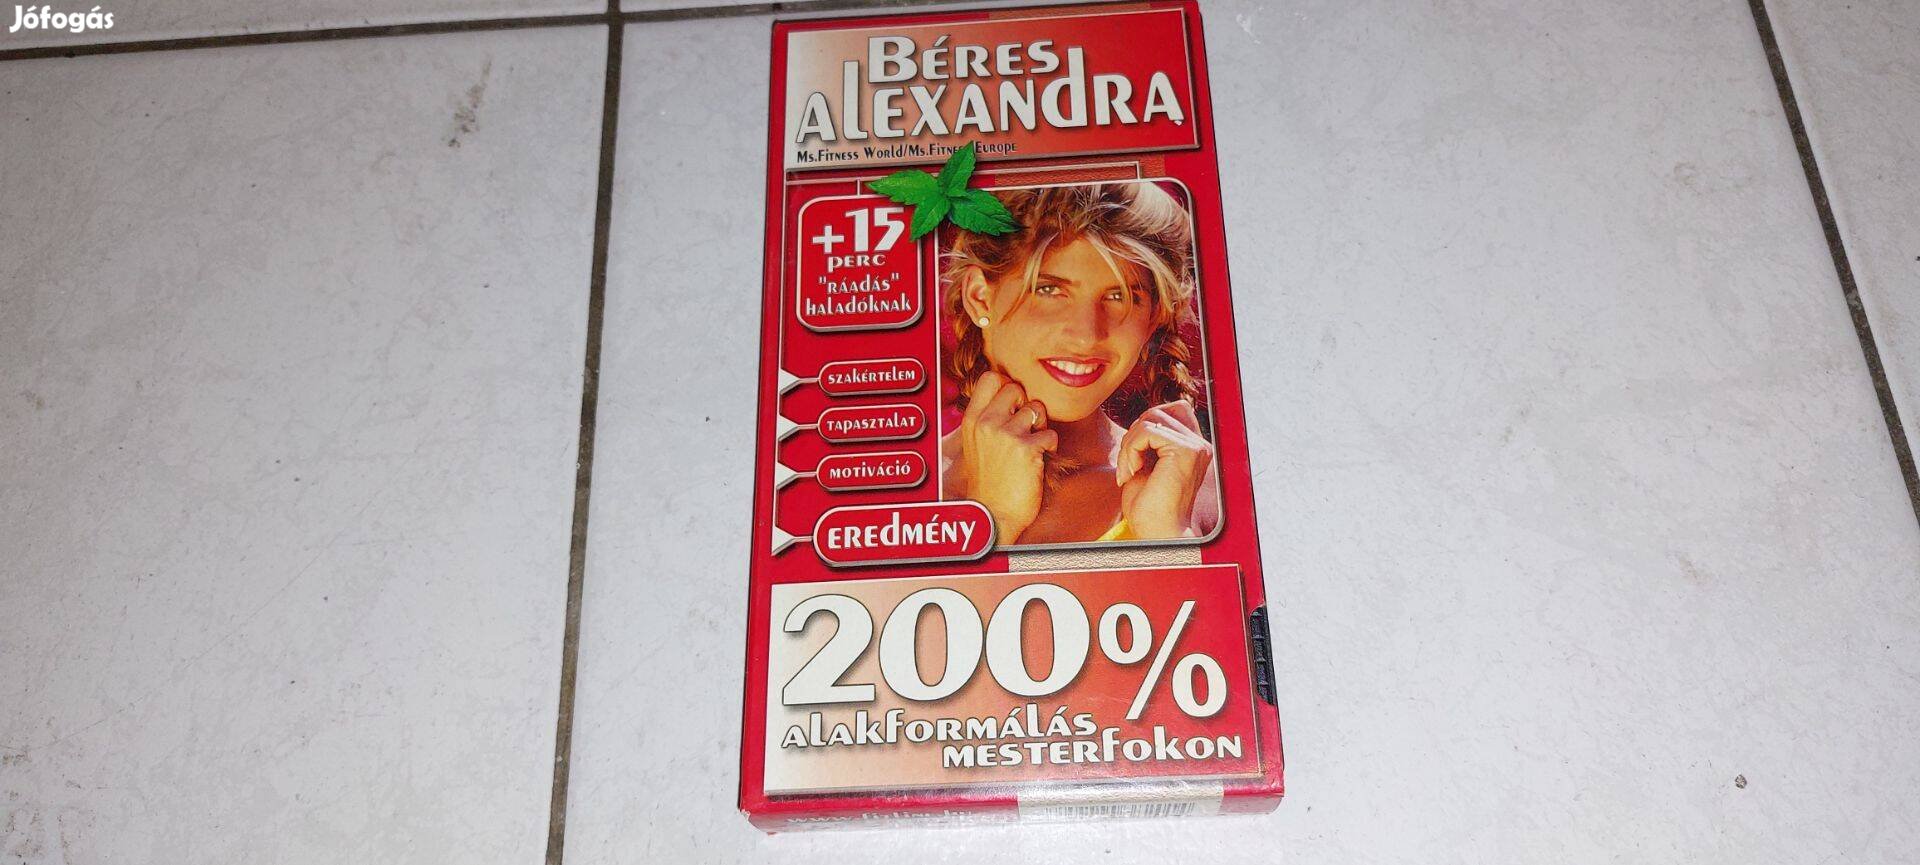 Jófogás
BÉRES
ALEXANDRA
Ms.Fitness World/Ms.Fitness Europe
+15
PERC
"RÁADÁS"
HALADÓKNAK
SZAKÉRTELEM
TAPASZTALAT
MOTIVÁCIÓ
EREDMÉNY
200%
ALAKFORMÁLÁS
MESTERFOKON